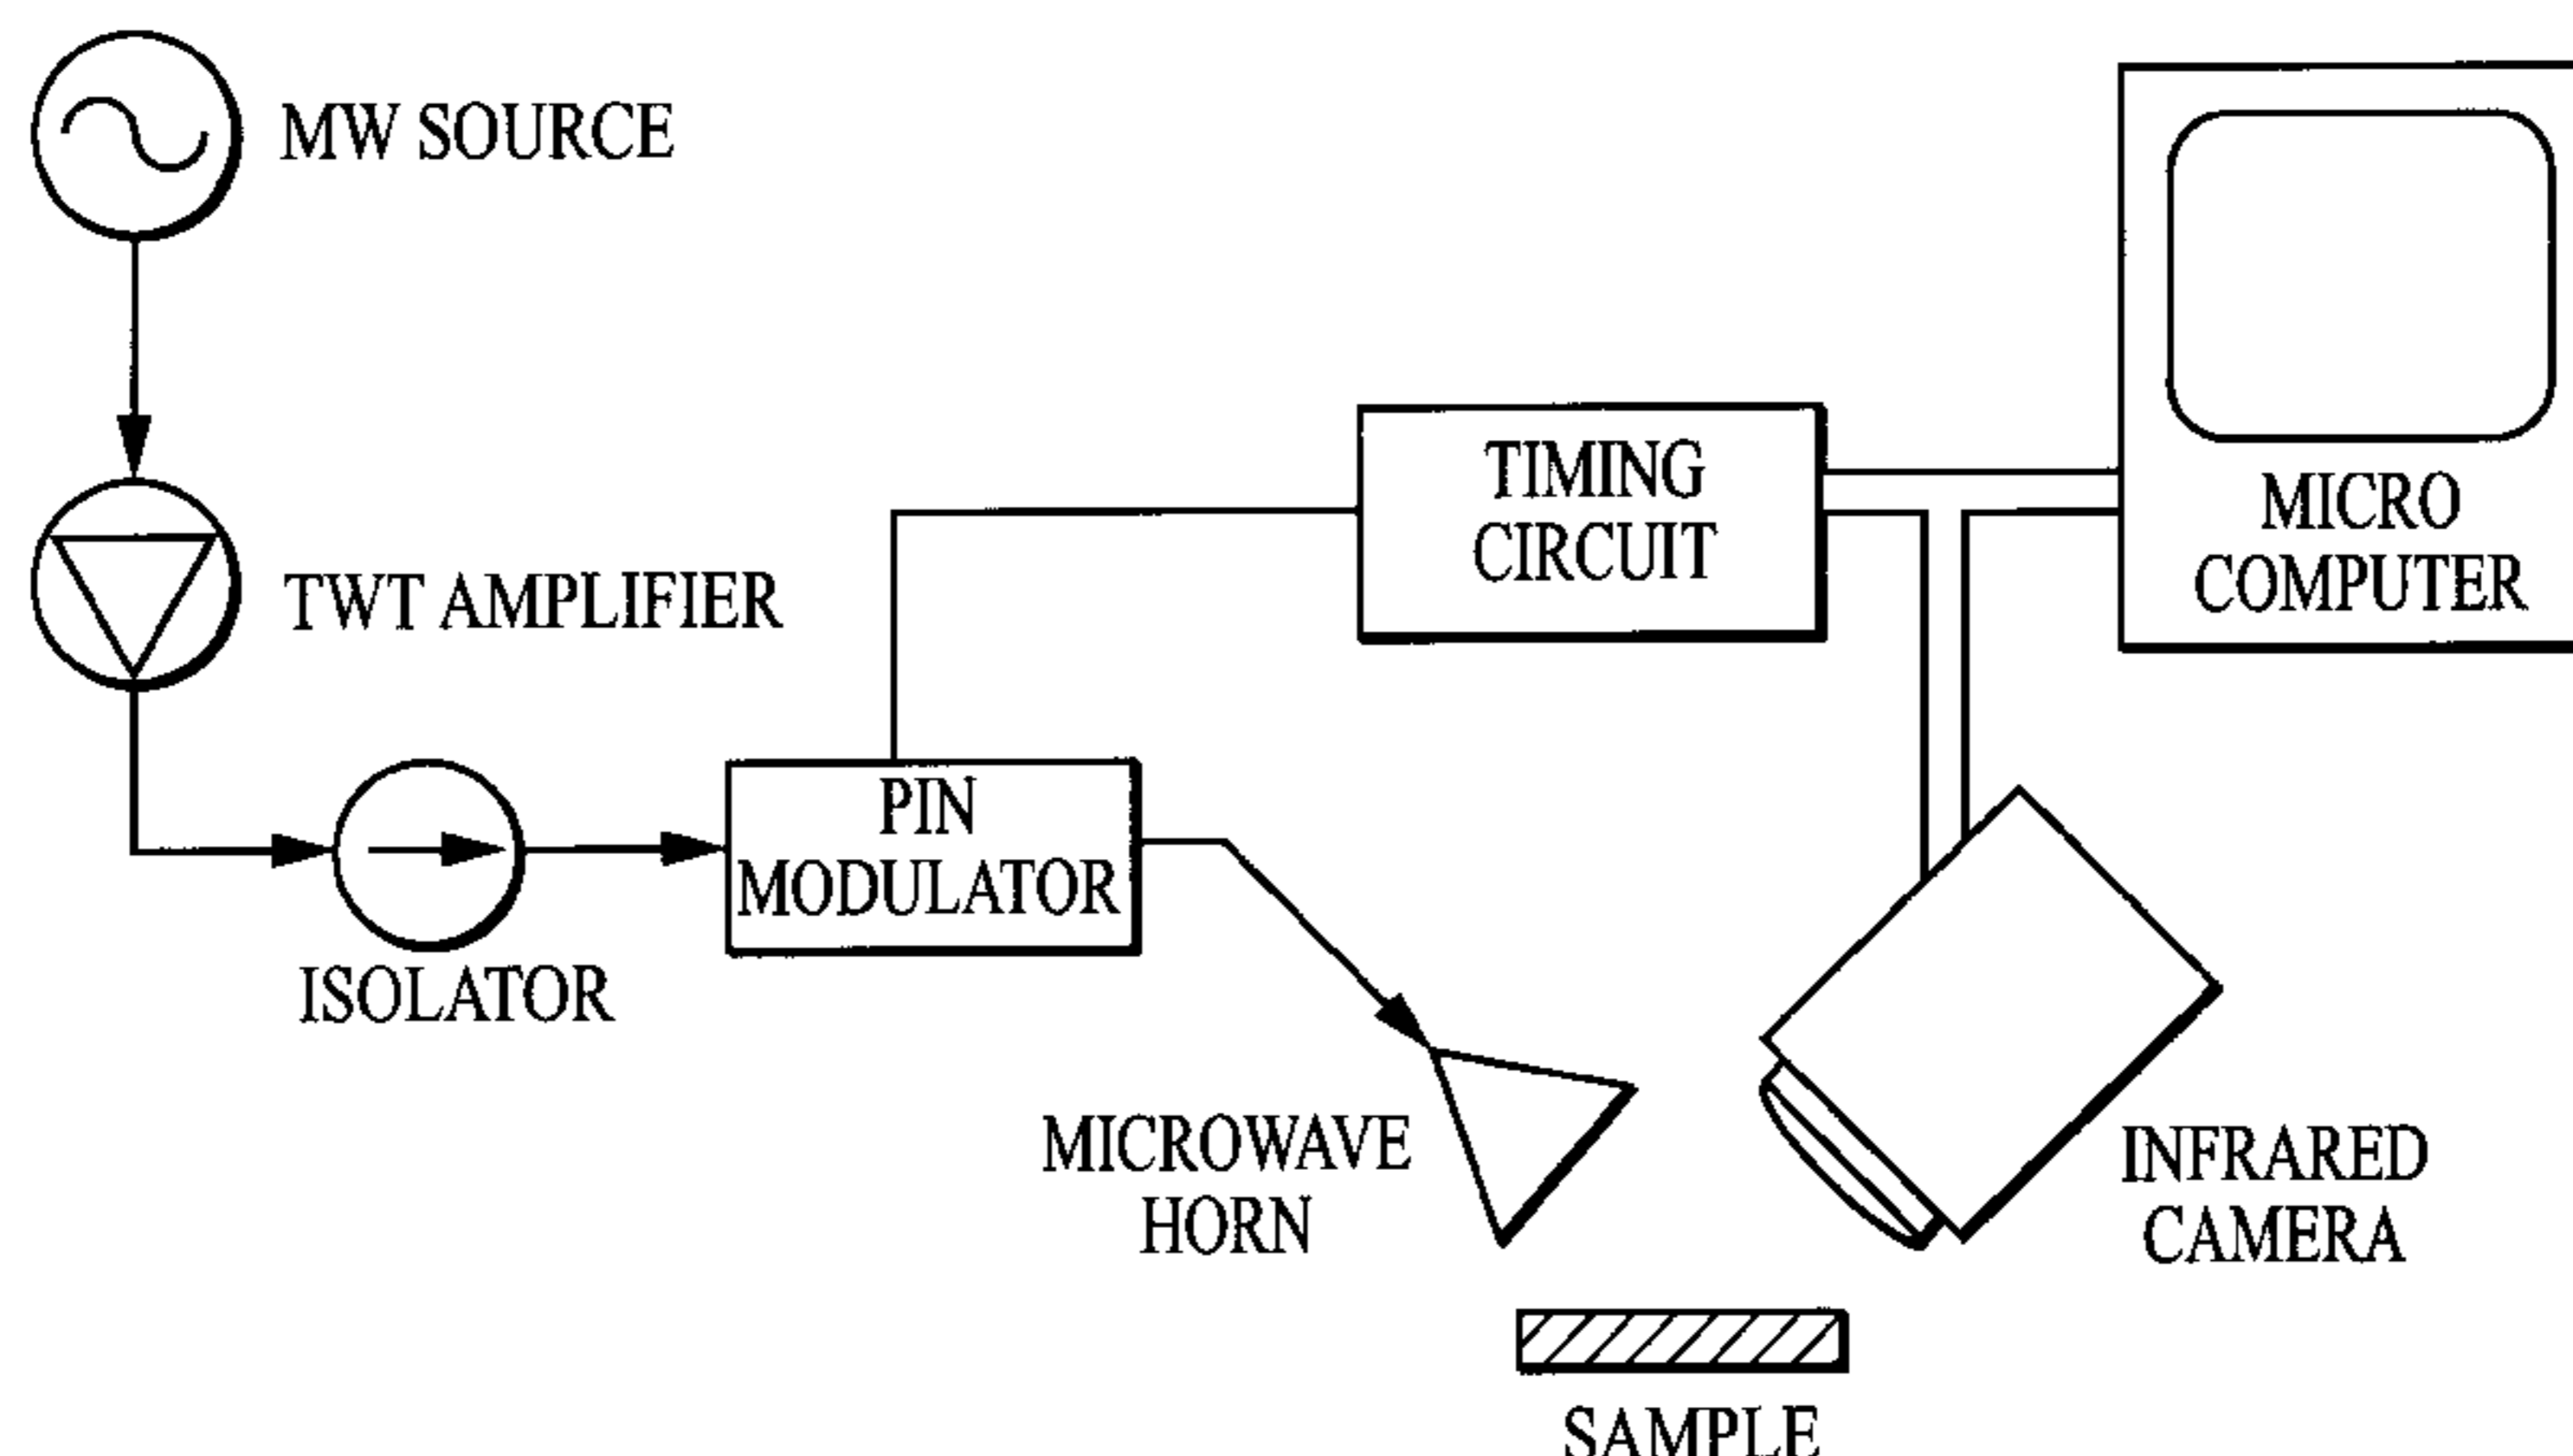 MW SOURCE
TWT AMPLIFIER
ISOLATOR
PIN
MODULATOR
TIMING
CIRCUIT
MICRO
COMPUTER
MICROWAVE
HORN
INFRARED
CAMERA
SAMPLE